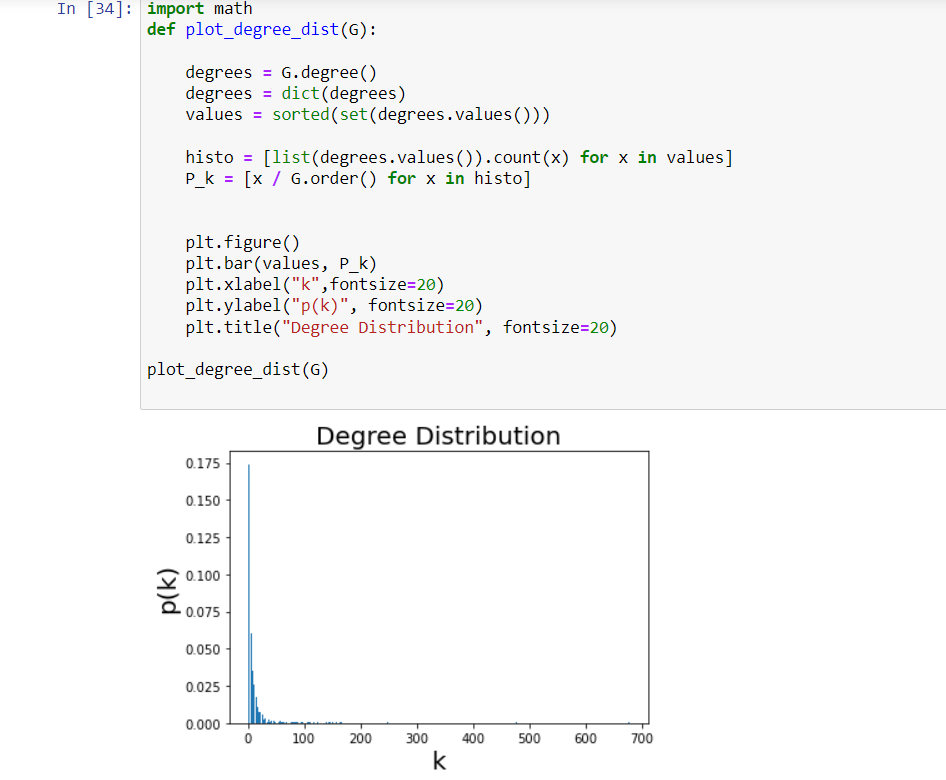 In [34]: import math
def plot_degree_dist(G):
degrees = G.degree()
degrees = dict(degrees)
values = sorted(set(degrees.values()))
histo = [list(degrees.values()).count(x) for x in values]
P_k = [x / G.order() for x in histo]
plt.figure()
plt.bar(values, P_k)
plt.xlabel("k",fontsize=20)
plt.ylabel("p(k)", fontsize=20)
plt.title("Degree Distribution", fontsize=20)
plot_degree_dist(G)
Degree Distribution
0.175
0.150
0.125
0.100
0.075
0.050
0.025
0.000
p(k)
0 100 200 300 400 500 600 700
k